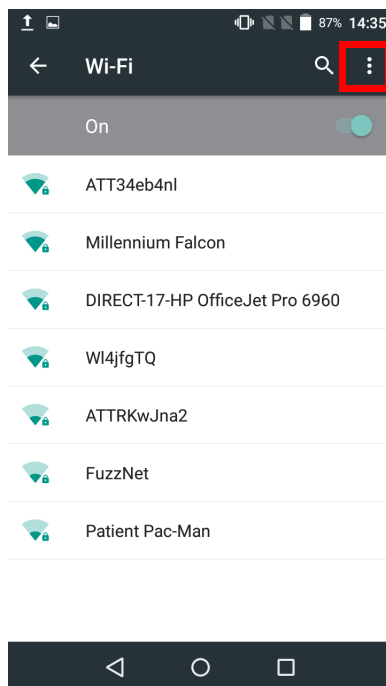 87% 14:35
Wi-Fi
On
ATT34eb4nl
Millennium Falcon
DIRECT-17-HP OfficeJet Pro 6960
Wl4jfgTQ
ATTRKwJna2
FuzzNet
Patient Pac-Man